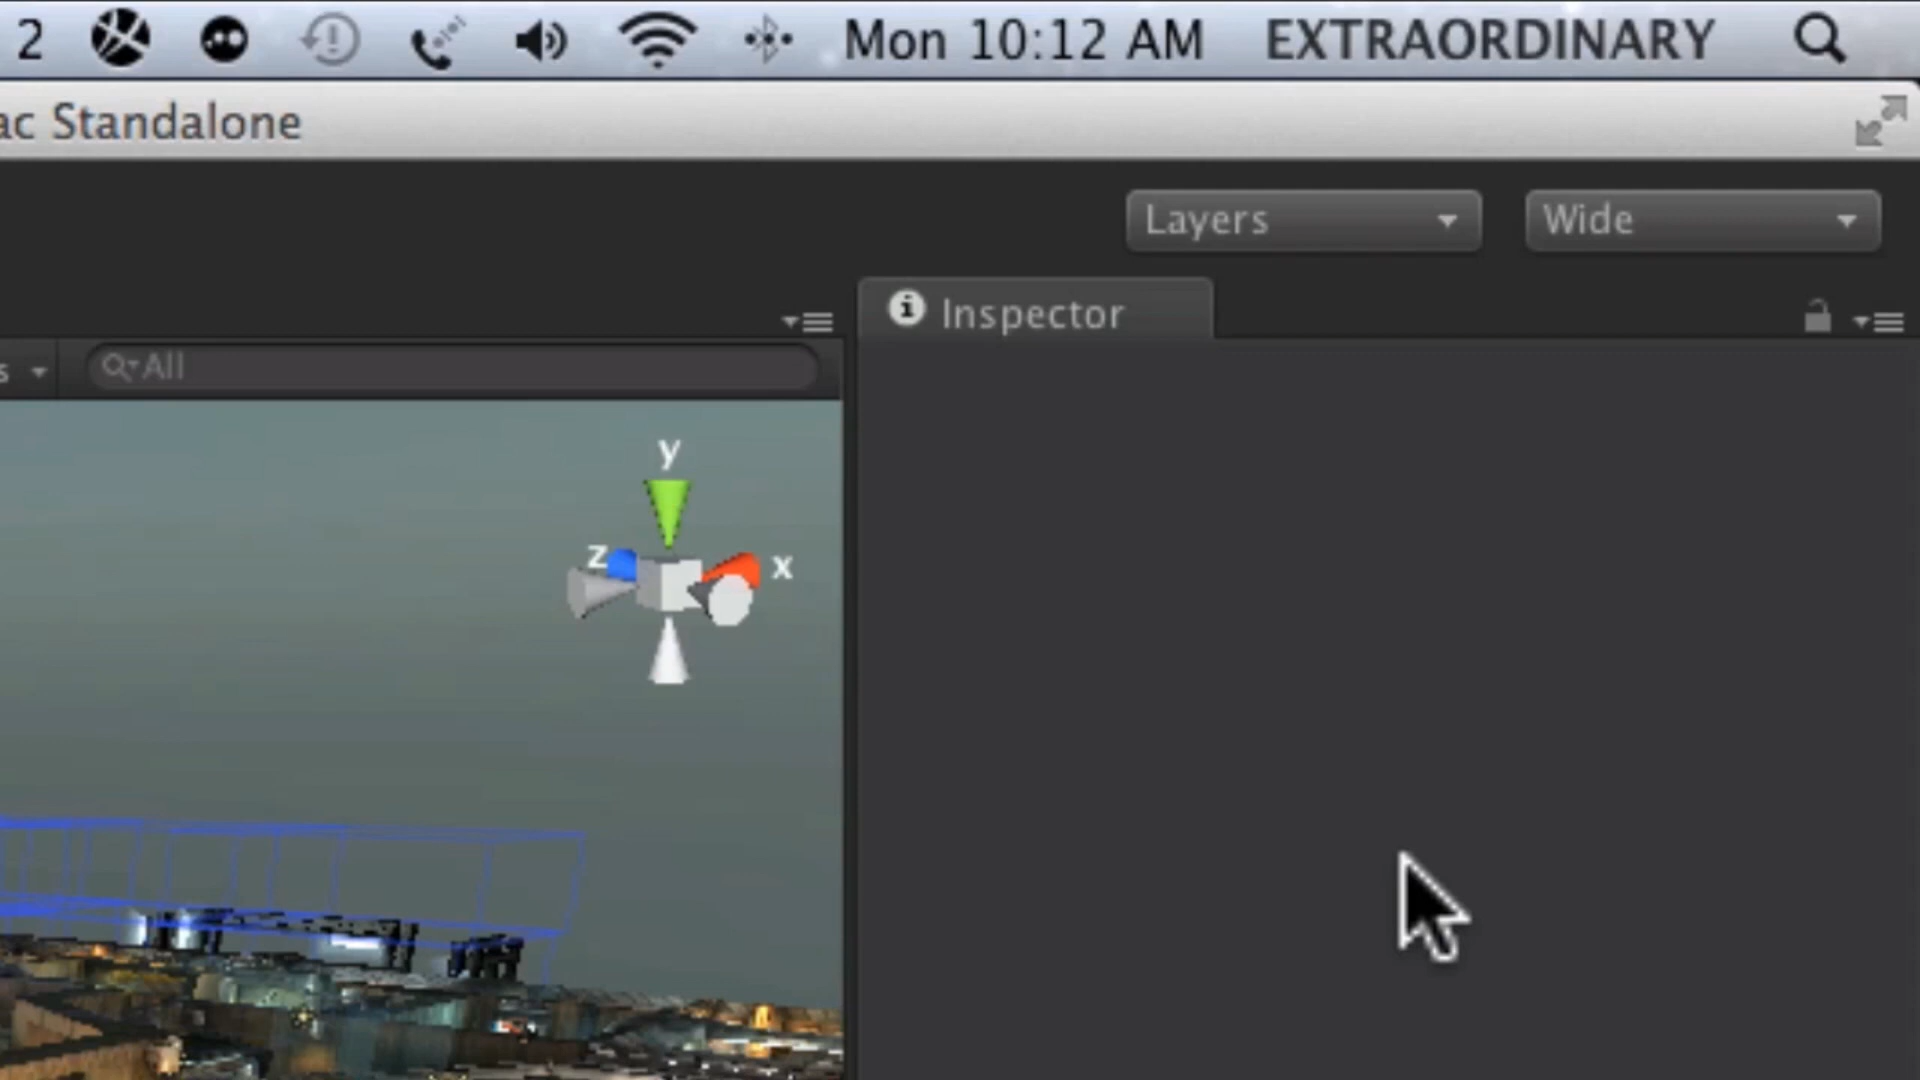 2 Mon 10:12 AM EXTRAORDINARY
ac Standalone
Layers Wide
Inspector
s All
y
z x